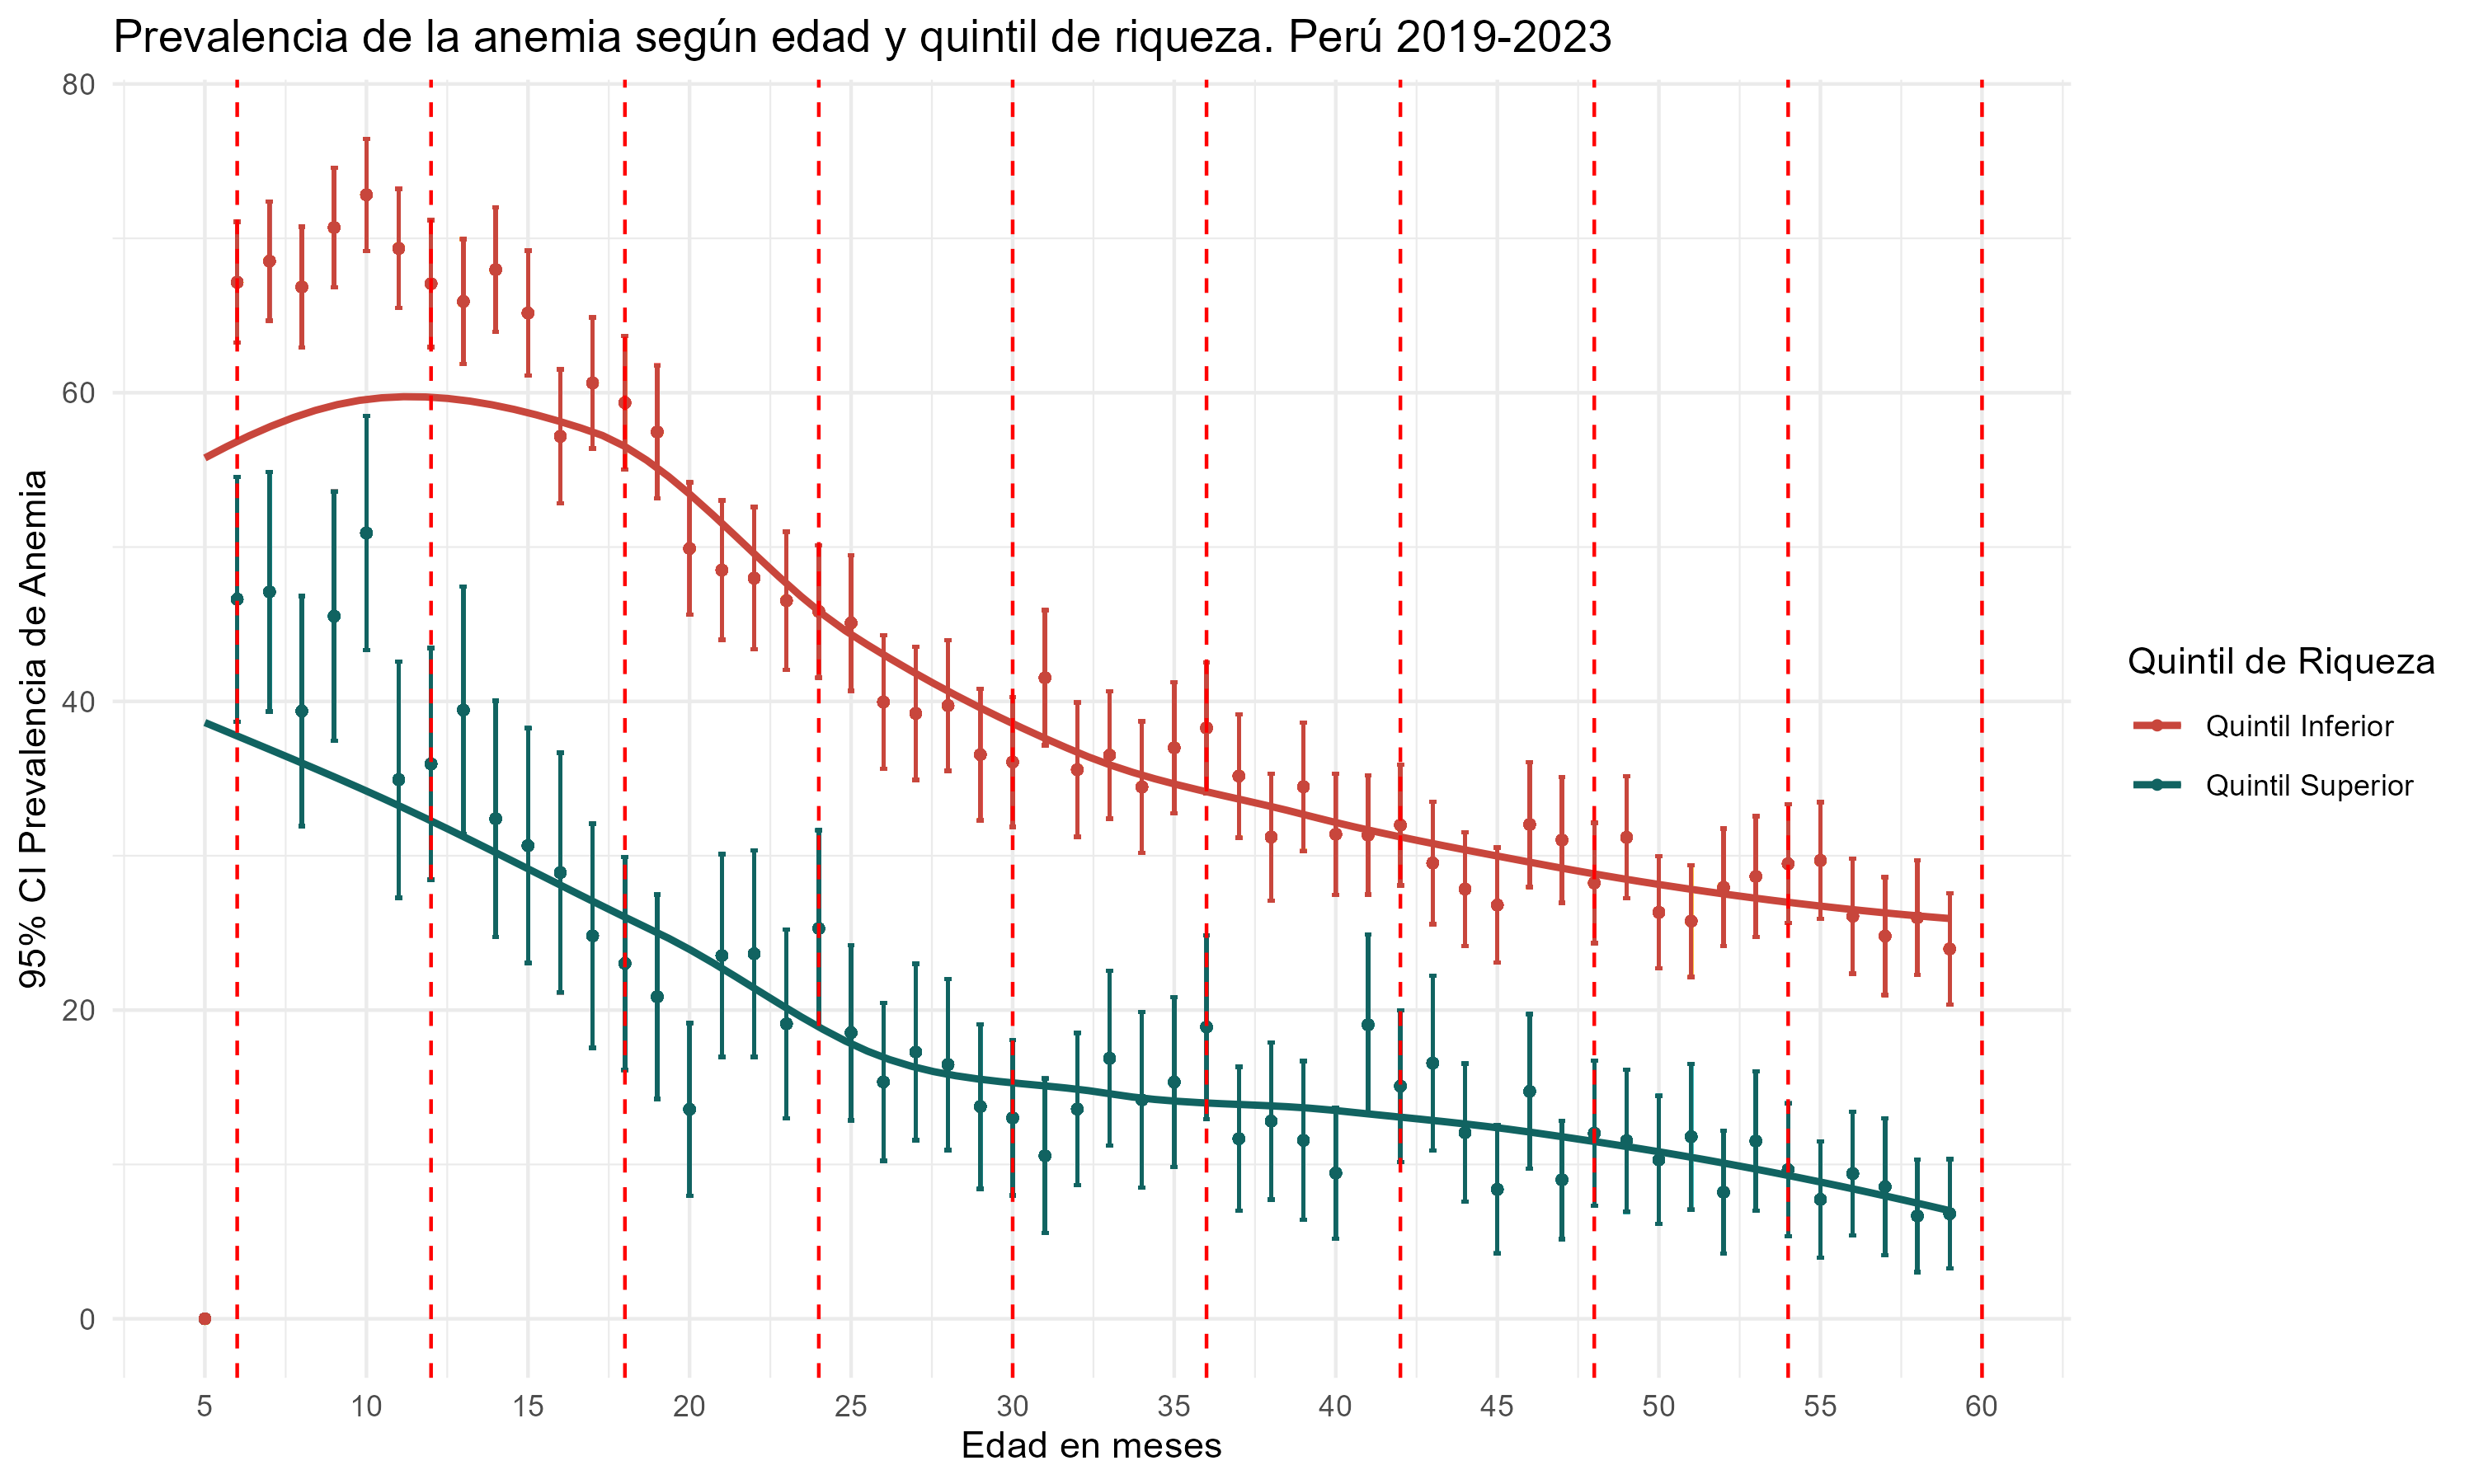 Prevalencia de la anemia según edad y quintil de riqueza. Perú 2019-2023
95% CI Prevalencia de Anemia
80
60
40
20
0
5 10 15 20 25 30 35 40 45 50 55 60
Edad en meses
Quintil de Riqueza
Quintil Inferior
Quintil Superior